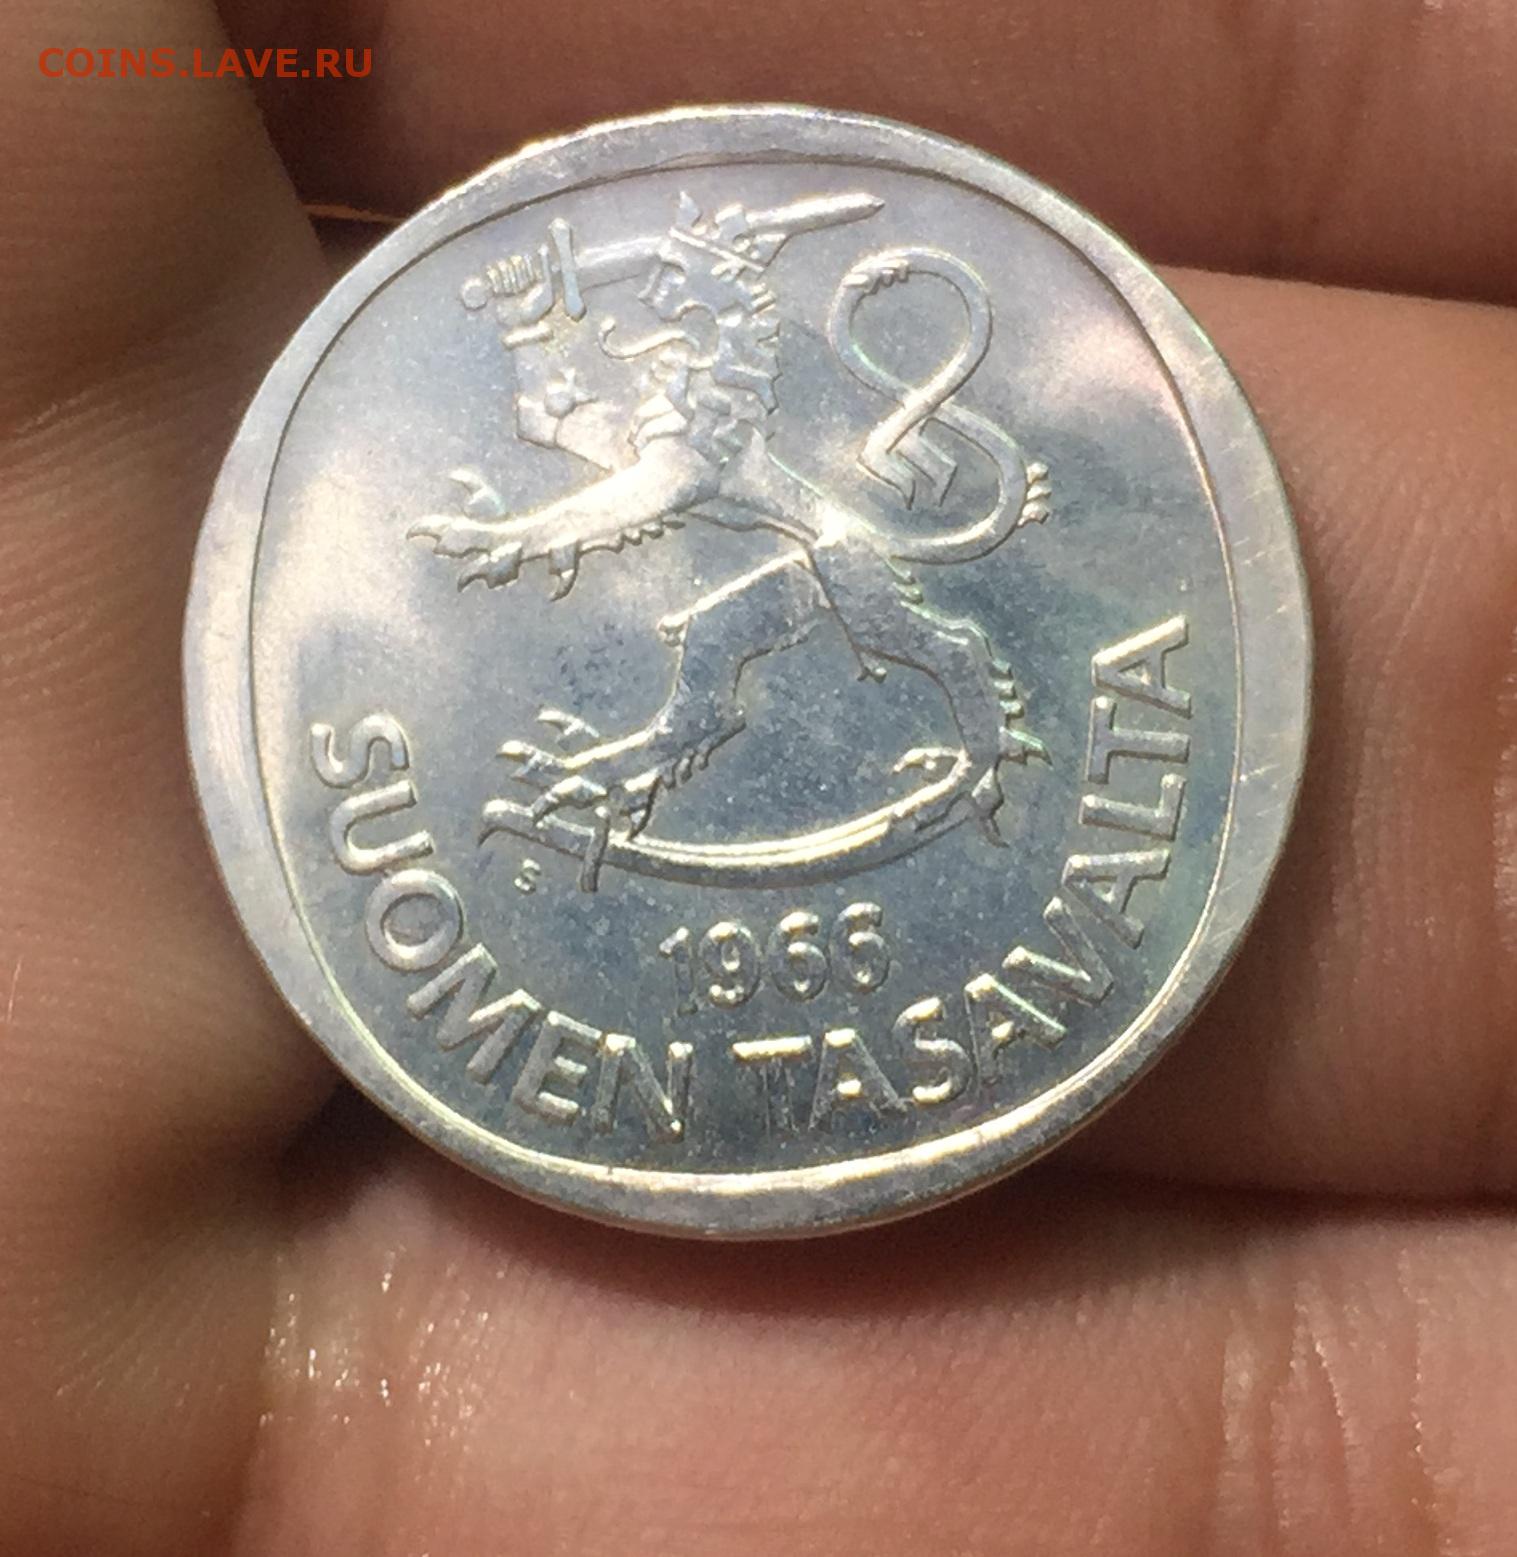 COINS.LAVE.RU
S
1966
SUOMEN TASAVALTA